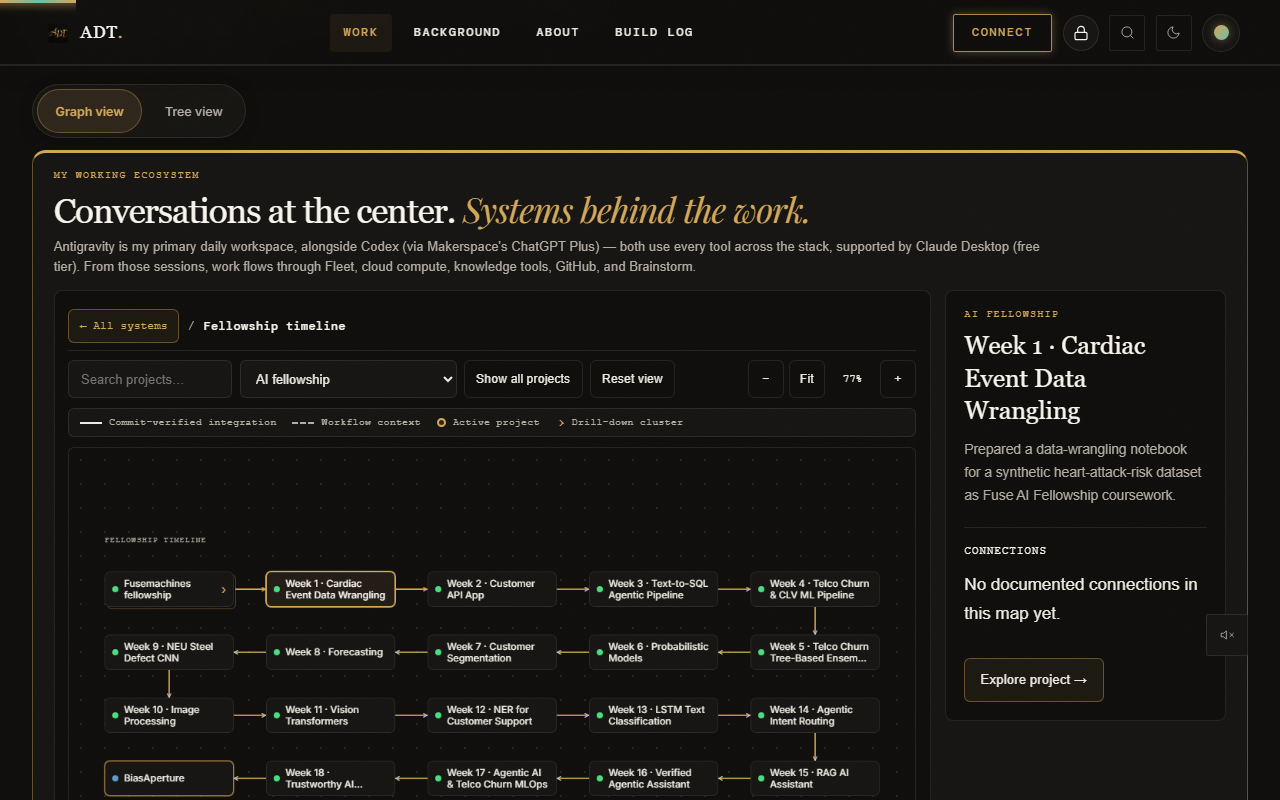 ADT ADT.
WORK BACKGROUND ABOUT BUILD LOG CONNECT
Graph view Tree view
MY WORKING ECOSYSTEM
Conversations at the center. Systems behind the work.
Antigravity is my primary daily workspace, alongside Codex (via Makerspace's ChatGPT Plus) — both use every tool across the stack, supported by Claude Desktop (free
tier). From those sessions, work flows through Fleet, cloud compute, knowledge tools, GitHub, and Brainstorm.
← All systems / Fellowship timeline
Search projects... AI fellowship Show all projects Reset view − Fit 77% +
Commit-verified integration Workflow context Active project › Drill-down cluster
FELLOWSHIP TIMELINE
Fusemachines
fellowship ›
Week 1 · Cardiac
Event Data Wrangling
Week 2 · Customer
API App
Week 3 · Text-to-SQL
Agentic Pipeline
Week 4 · Telco Churn
& CLV ML Pipeline
Week 9 · NEU Steel
Defect CNN
Week 8 · Forecasting
Week 7 · Customer
Segmentation
Week 6 · Probabilistic
Models
Week 5 · Telco Churn
Tree-Based Ensem...
Week 10 · Image
Processing
Week 11 · Vision
Transformers
Week 12 · NER for
Customer Support
Week 13 · LSTM Text
Classification
Week 14 · Agentic
Intent Routing
BiasAperture
Week 18 ·
Trustworthy AI...
Week 17 · Agentic AI
& Telco Churn MLOps
Week 16 · Verified
Agentic Assistant
Week 15 · RAG AI
Assistant
AI FELLOWSHIP
Week 1 · Cardiac
Event Data
Wrangling
Prepared a data-wrangling notebook
for a synthetic heart-attack-risk dataset
as Fuse AI Fellowship coursework.
CONNECTIONS
No documented connections in
this map yet.
Explore project →